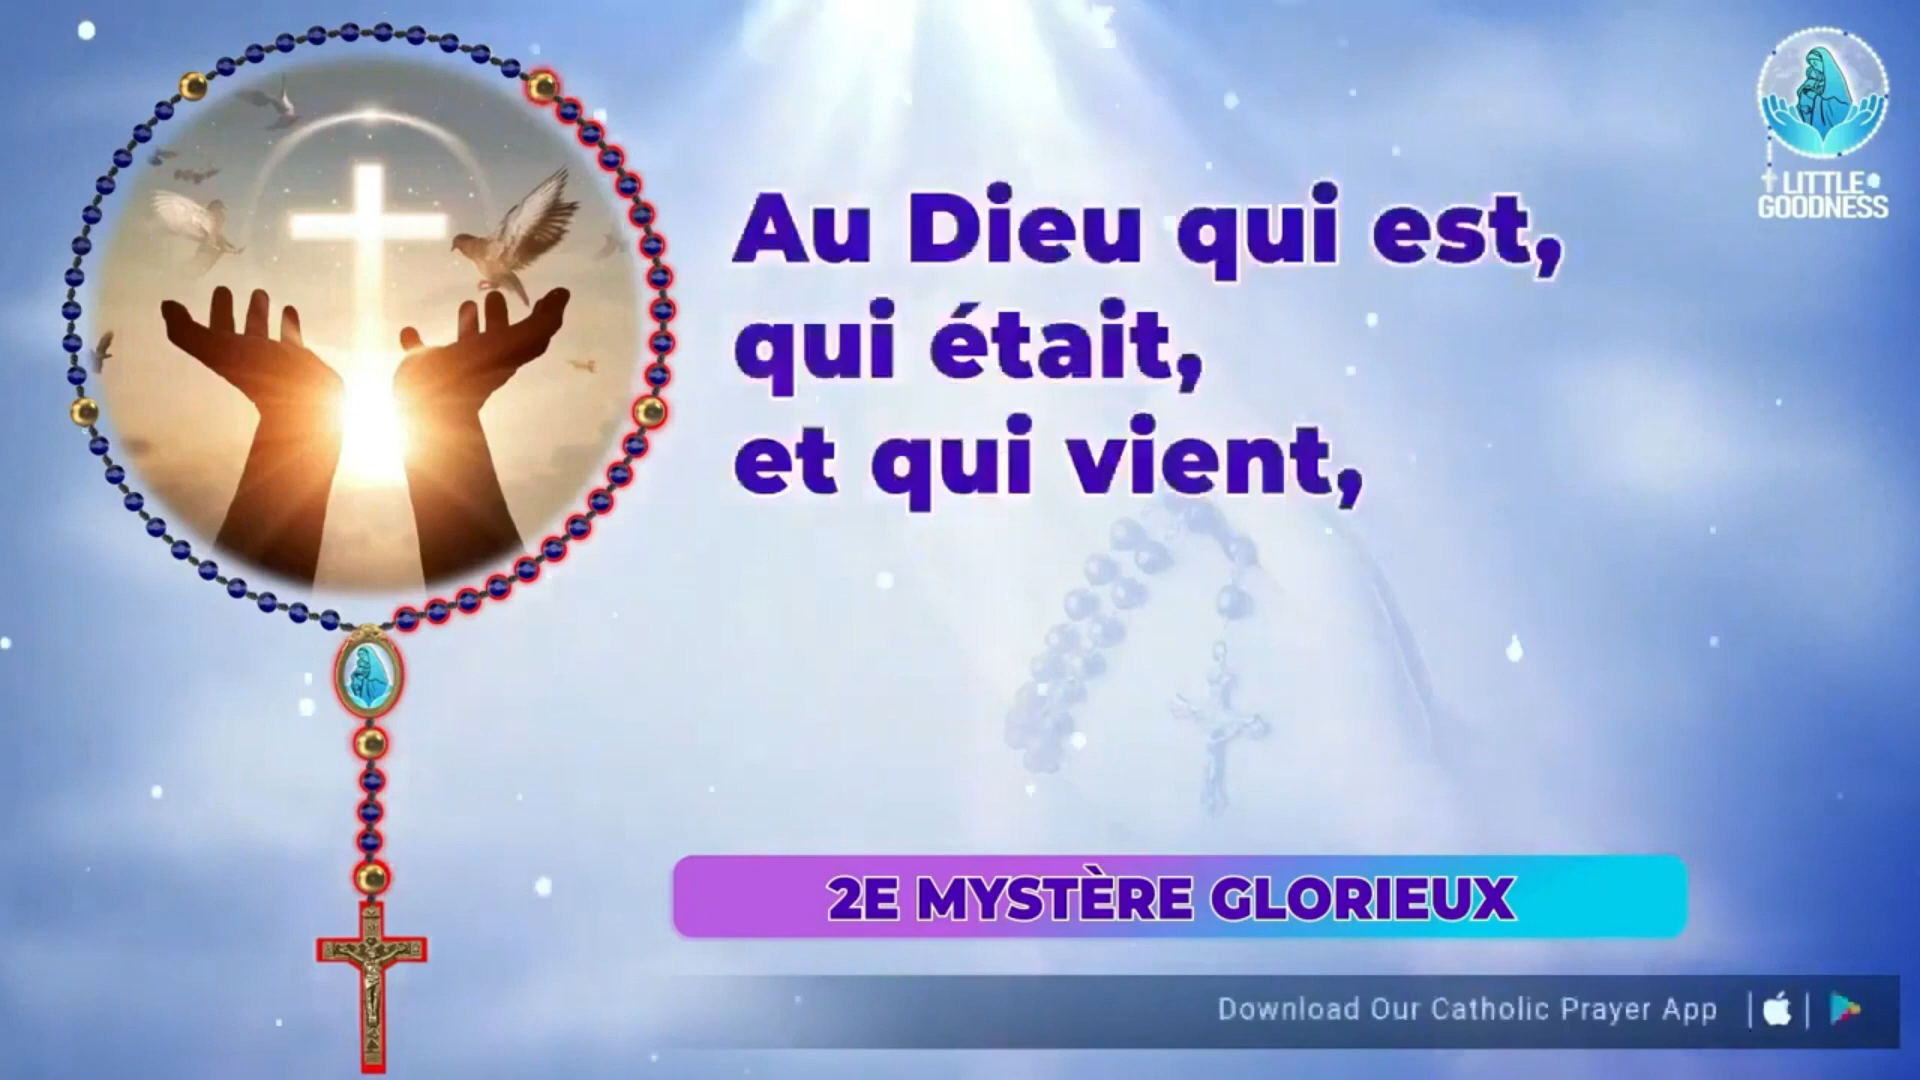 Au Dieu qui est,
qui était,
et qui vient,
LITTLE
GOODNESS
2E MYSTÈRE GLORIEUX
Download Our Catholic Prayer App